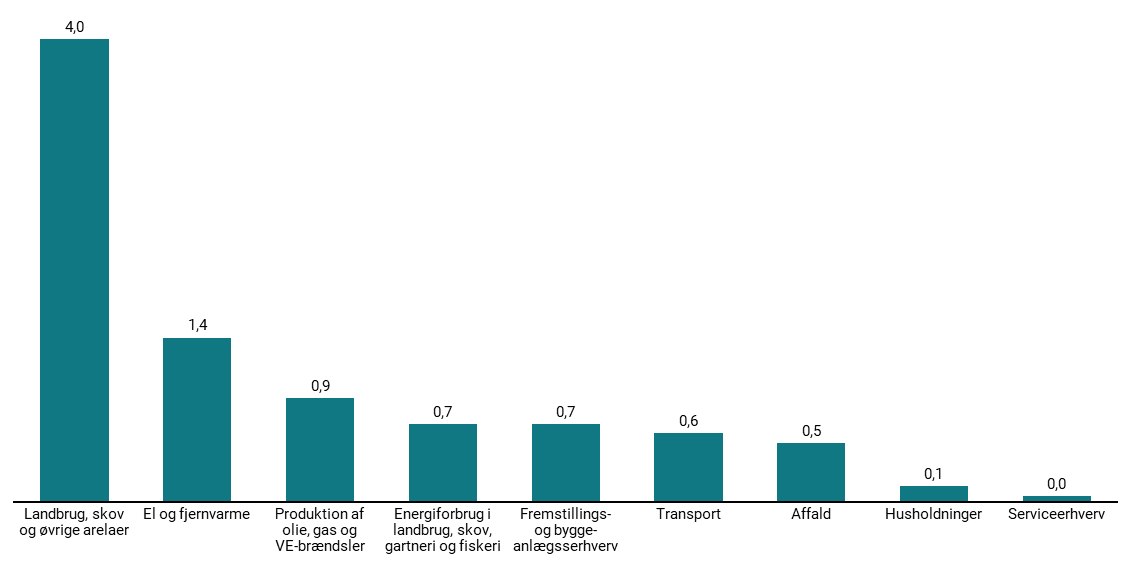 4,0
1,4
0,9
0,7
0,7
0,6
0,5
0,1
0,0
Landbrug, skov
og øvrige arelaer
El og fjernvarme
Produktion af
olie, gas og
VE-brændsler
Energiforbrug i
landbrug, skov,
gartneri og fiskeri
Fremstillings-
og bygge-
anlægsserhverv
Transport
Affald
Husholdninger
Serviceerhverv